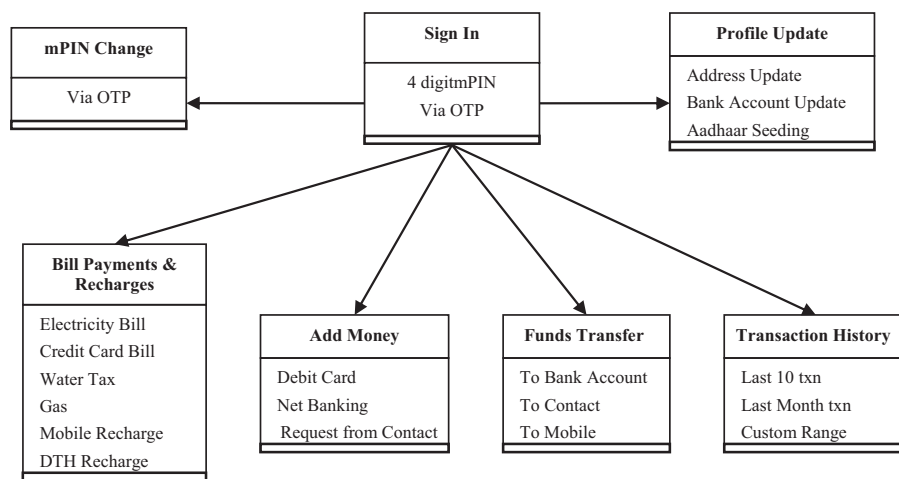 mPIN Change
Via OTP
Sign In
4 digitmPIN
Via OTP
Profile Update
Address Update
Bank Account Update
Aadhaar Seeding
Bill Payments &
Recharges
Electricity Bill
Credit Card Bill
Water Tax
Gas
Mobile Recharge
DTH Recharge
Add Money
Debit Card
Net Banking
Request from Contact
Funds Transfer
To Bank Account
To Contact
To Mobile
Transaction History
Last 10 txn
Last Month txn
Custom Range